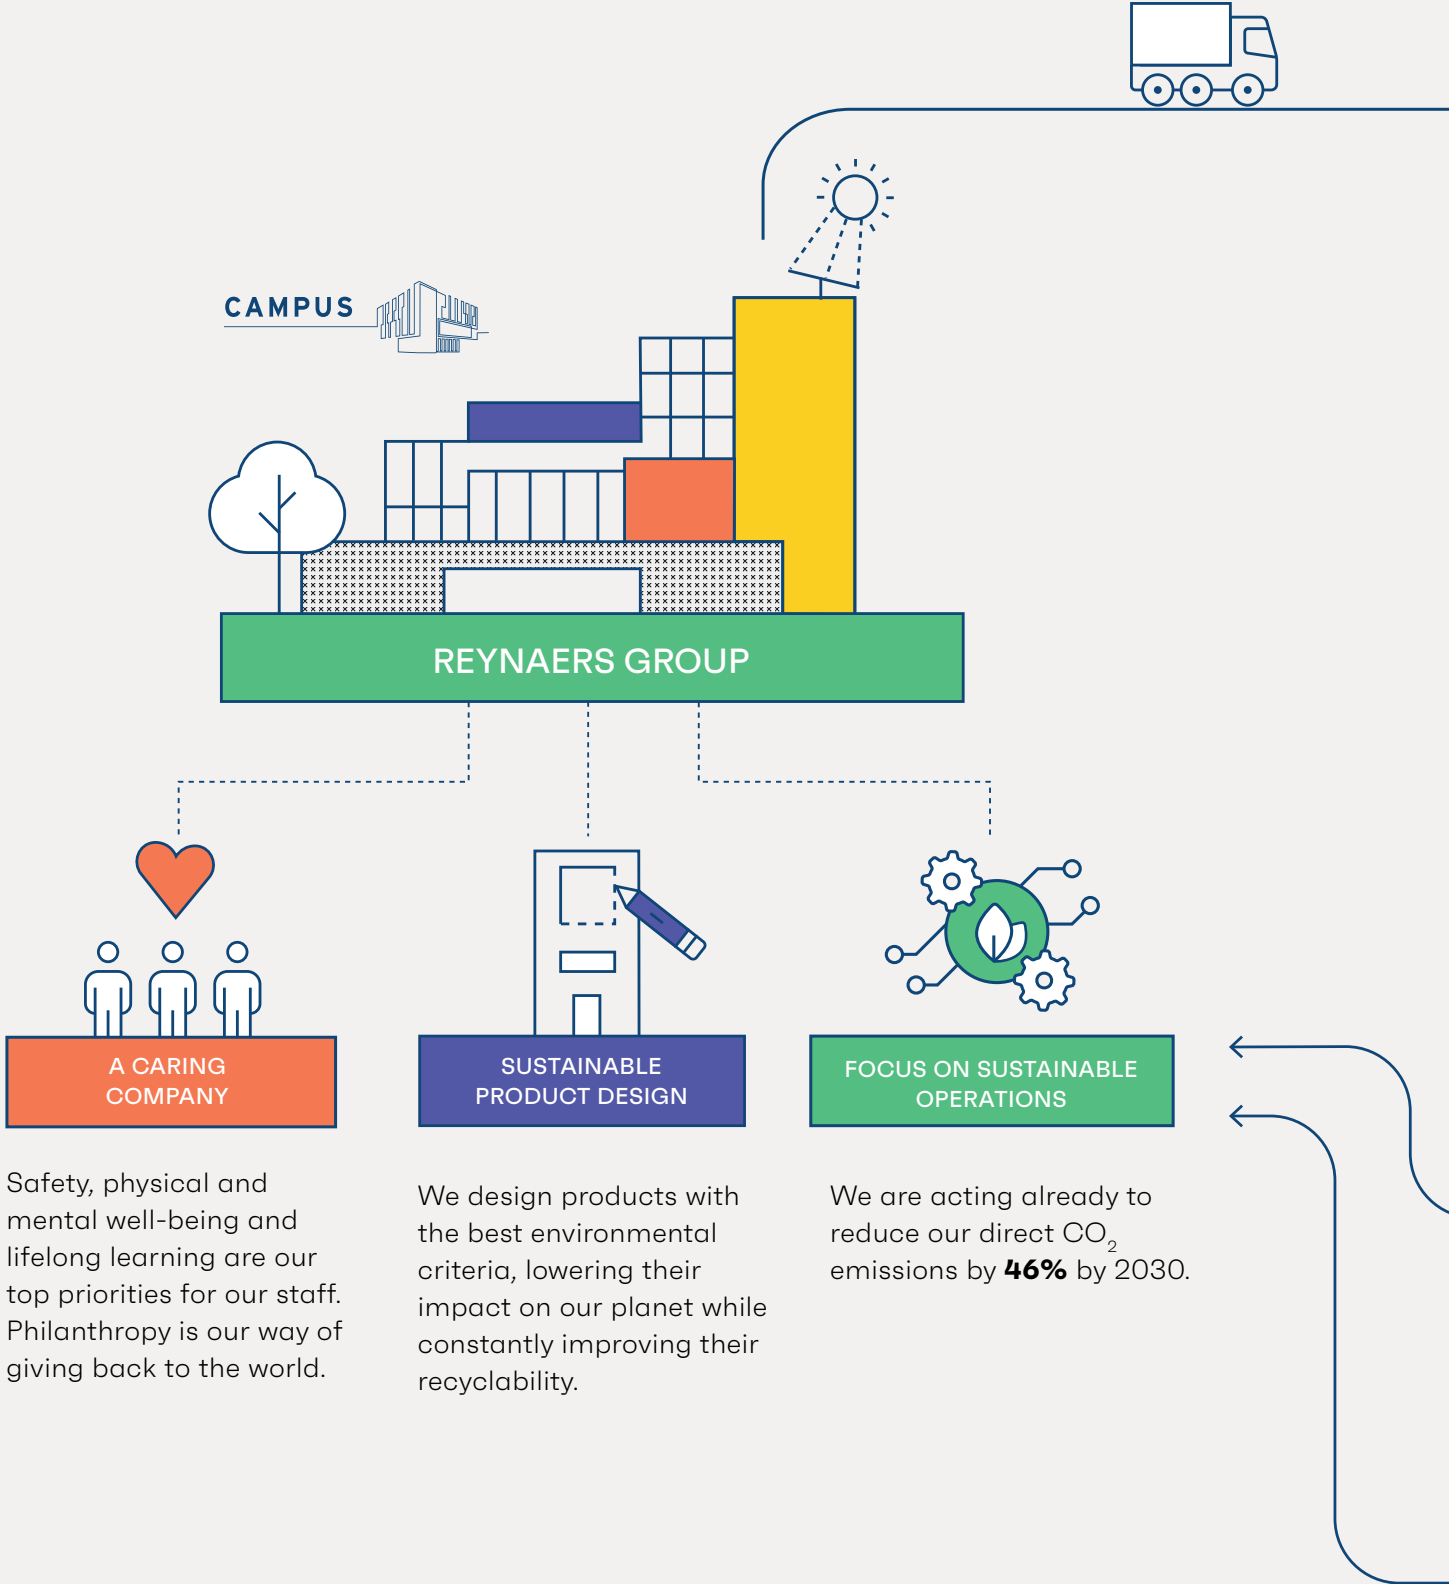 CAMPUS
REYNAERS GROUP
A CARING
COMPANY
Safety, physical and
mental well-being and
lifelong learning are our
top priorities for our staff.
Philanthropy is our way of
giving back to the world.
SUSTAINABLE
PRODUCT DESIGN
We design products with
the best environmental
criteria, lowering their
impact on our planet while
constantly improving their
recyclability.
FOCUS ON SUSTAINABLE
OPERATIONS
We are acting already to
reduce our direct CO₂
emissions by 46% by 2030.